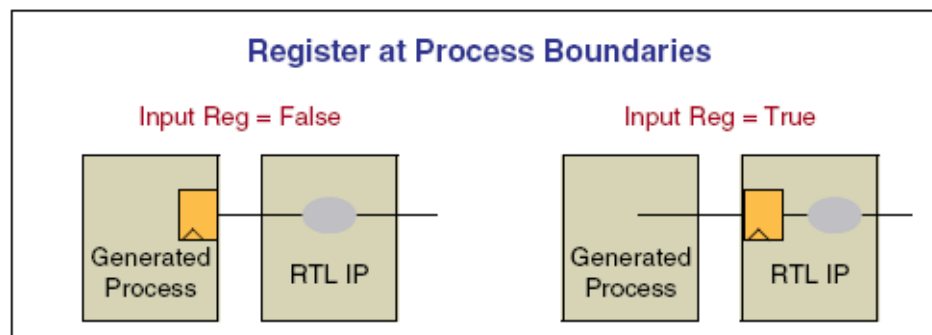 Register at Process Boundaries
Input Reg = False
Input Reg = True
Generated
Process
RTL IP
Generated
Process
RTL IP